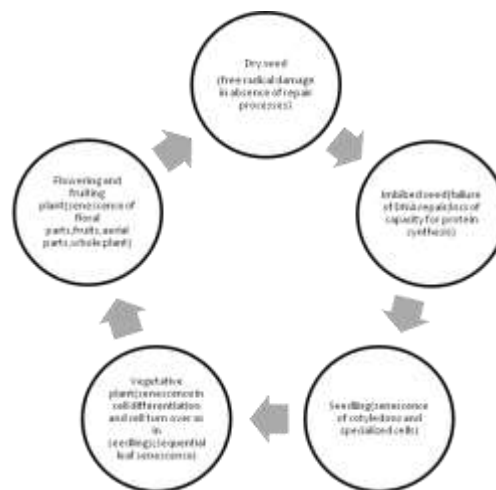 Dry seed
(free radical damage
in absence of repair
processes)
Imbibed seed(failure
of DNA repair,loss of
capacity for protein
synthesis)
Seedling(senescence
of cotyledons and
specialized cells)
Vegetative
plant(senescence in
cell differentiation
and cell turn over as in
seedlings;sequential
leaf senescence)
Flowering and
fruiting
plant(senescence of
floral
parts,fruits,aerial
parts,whole plant)